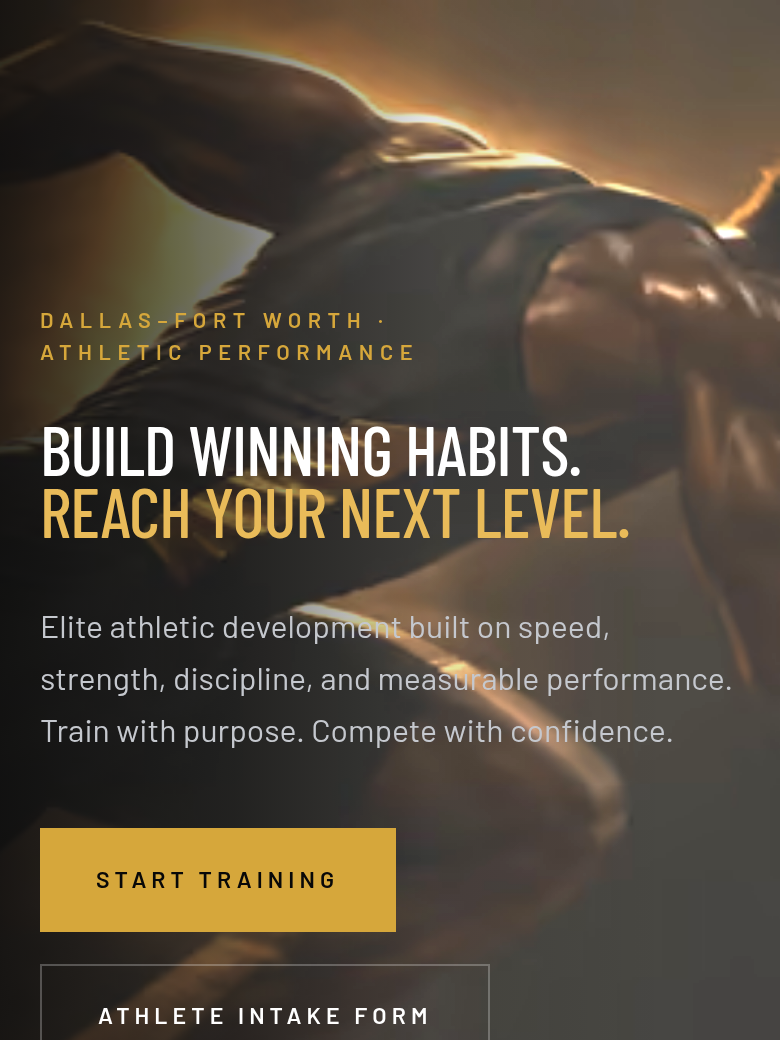 DALLAS–FORT WORTH ·
ATHLETIC PERFORMANCE
BUILD WINNING HABITS.
REACH YOUR NEXT LEVEL.
Elite athletic development built on speed,
strength, discipline, and measurable performance.
Train with purpose. Compete with confidence.
START TRAINING
ATHLETE INTAKE FORM